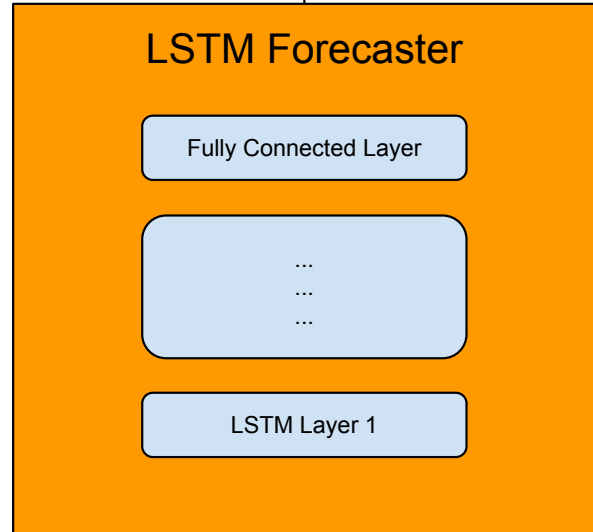 LSTM Forecaster
Fully Connected Layer
...
...
...
LSTM Layer 1